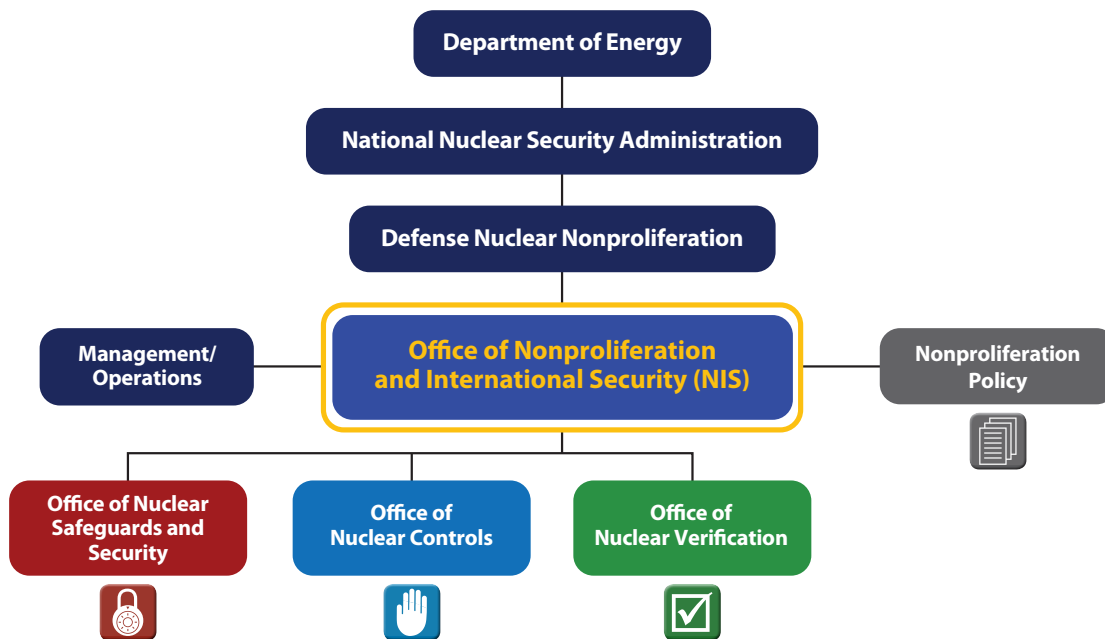 Department of Energy
National Nuclear Security Administration
Defense Nuclear Nonproliferation
Management/
Operations
Office of Nonproliferation
and International Security (NIS)
Nonproliferation
Policy
Office of Nuclear
Safeguards and
Security
Office of
Nuclear Controls
Office of
Nuclear Verification